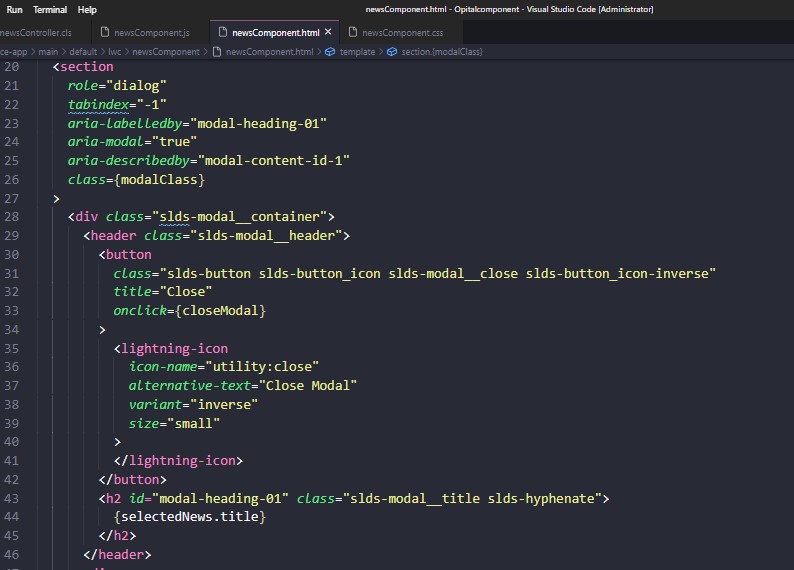 Run Terminal Help newsComponent.html - Opitalcomponent - Visual Studio Code [Administrator]
newsController.cls newsComponent.js newsComponent.html × newsComponent.css
ce-app > main > default > lwc > newsComponent > newsComponent.html > template > section.{modalClass}
20 <section
21 role="dialog"
22 tabindex="-1"
23 aria-labelledby="modal-heading-01"
24 aria-modal="true"
25 aria-describedby="modal-content-id-1"
26 class={modalClass}
27 >
28 <div class="slds-modal__container">
29 <header class="slds-modal__header">
30 <button
31 class="slds-button slds-button_icon slds-modal__close slds-button_icon-inverse"
32 title="Close"
33 onclick={closeModal}
34 >
35 <lightning-icon
36 icon-name="utility:close"
37 alternative-text="Close Modal"
38 variant="inverse"
39 size="small"
40 >
41 </lightning-icon>
42 </button>
43 <h2 id="modal-heading-01" class="slds-modal__title slds-hyphenate">
44 {selectedNews.title}
45 </h2>
46 </header>